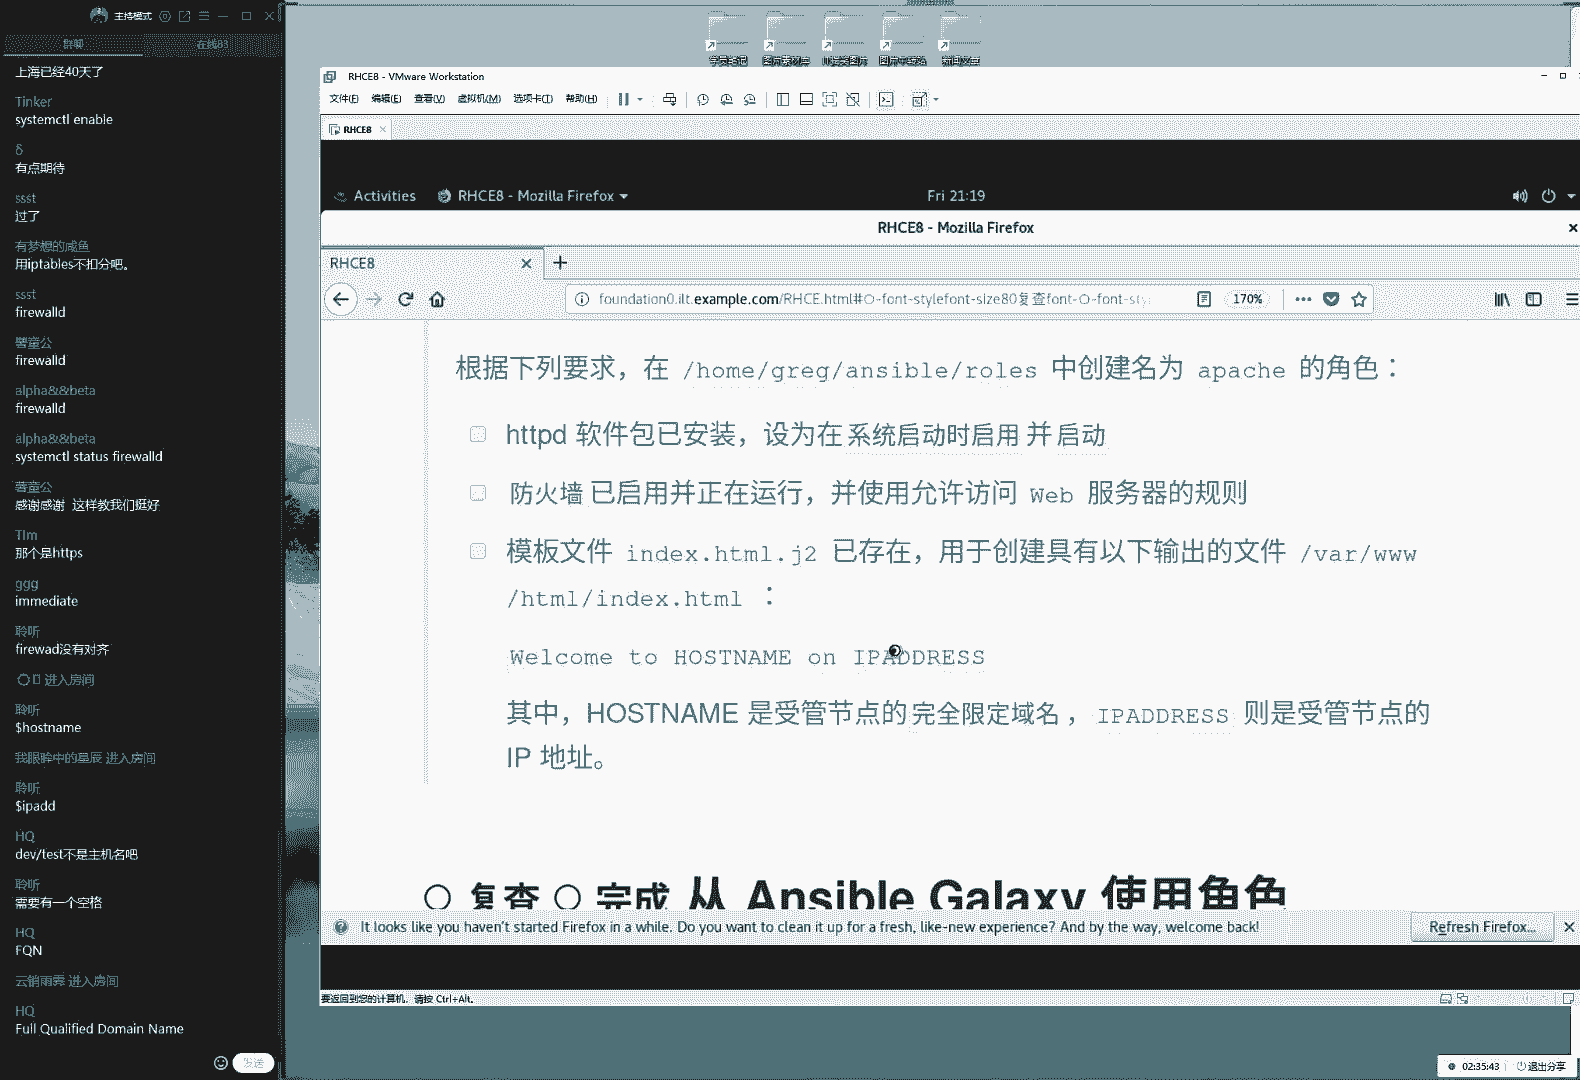 主持模式
群聊
在线83
上海已经40天了
Tinker
systemctl enable
δ
有点期待
ssst
过了
有梦想的咸鱼
用iptables不扣分吧。
ssst
firewalld
薯童公
firewalld
alpha&&beta
firewalld
alpha&&beta
systemctl status firewalld
薯童公
感谢感谢 这样教我们挺好
Tim
那个是https
ggg
immediate
聆听
firewad没有对齐
进入房间
聆听
$hostname
我眼眸中的星辰 进入房间
聆听
$ipadd
HQ
dev/test不是主机名吧
聆听
需要有一个空格
HQ
FQN
进入房间
HQ
Full Qualified Domain Name
发送
RHCE8 - VMware Workstation
文件(F) 编辑(E) 查看(V) 虚拟机(M) 选项卡(T) 帮助(H)
RHCE8
Activities RHCE8 - Mozilla Firefox Fri 21:19
RHCE8 - Mozilla Firefox
RHCE8
foundation0.ilt.example.com/RHCE.html#O-font-stylefont-size80复查font-O-font-sty 170%
根据下列要求，在 /home/greg/ansible/roles 中创建名为 apache 的角色：
httpd 软件包已安装，设为在系统启动时启用并启动
防火墙已启用并正在运行，并使用允许访问 Web 服务器的规则
模板文件 index.html.j2 已存在，用于创建具有以下输出的文件 /var/www
/html/index.html ：
Welcome to HOSTNAME on IPADDRESS
其中，HOSTNAME 是受管节点的完全限定域名， IPADDRESS 则是受管节点的
IP 地址。
复查 完成 从 Ansible Galaxy 使用角色
It looks like you haven't started Firefox in a while. Do you want to clean it up for a fresh, like-new experience? And by the way, welcome back!
Refresh Firefox...
要返回到您的计算机，请按 Ctrl+Alt。
02:35:43 退出分享